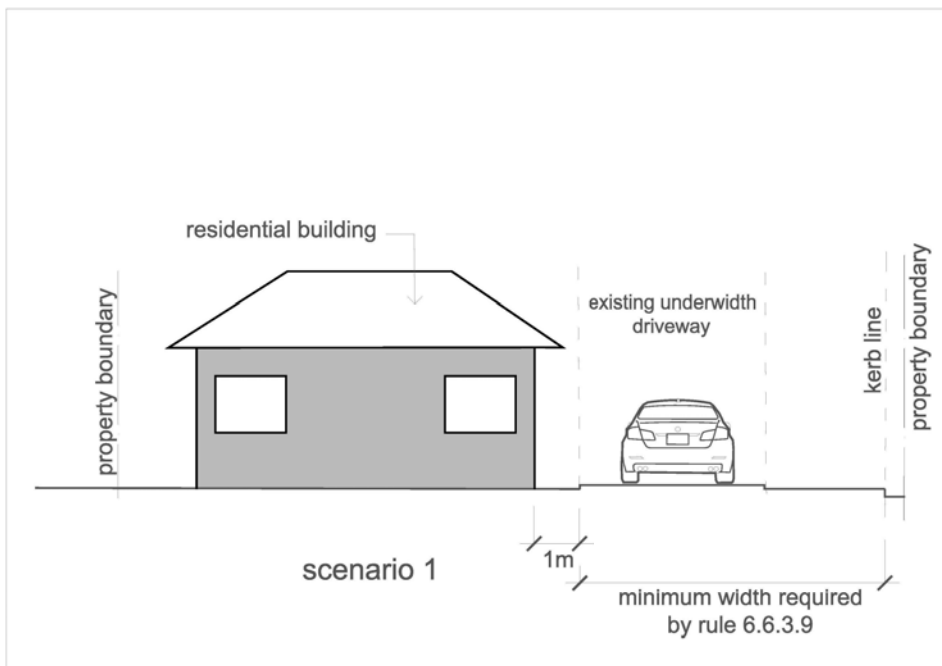 residential building
property boundary
existing underwidth
driveway
kerb line
property boundary
1m
scenario 1
minimum width required
by rule 6.6.3.9